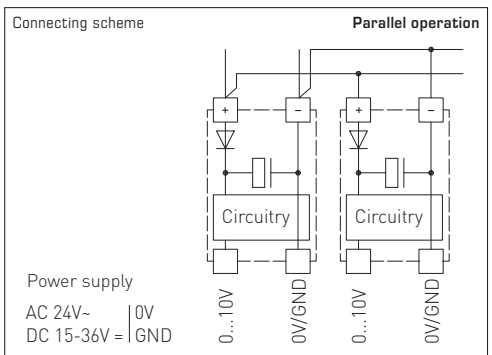 Connecting scheme
Parallel operation
+ − + −
Circuitry
Circuitry
Power supply
AC 24V~ | 0V
DC 15-36V = | GND
0...10V
0V/GND
0...10V
0V/GND